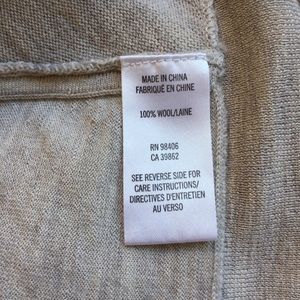 MADE IN CHINA
FABRIQUÉ EN CHINE
100% WOOL/LAINE
RN 98406
CA 39862
SEE REVERSE SIDE FOR
CARE INSTRUCTIONS/
DIRECTIVES D'ENTRETIEN
AU VERSO